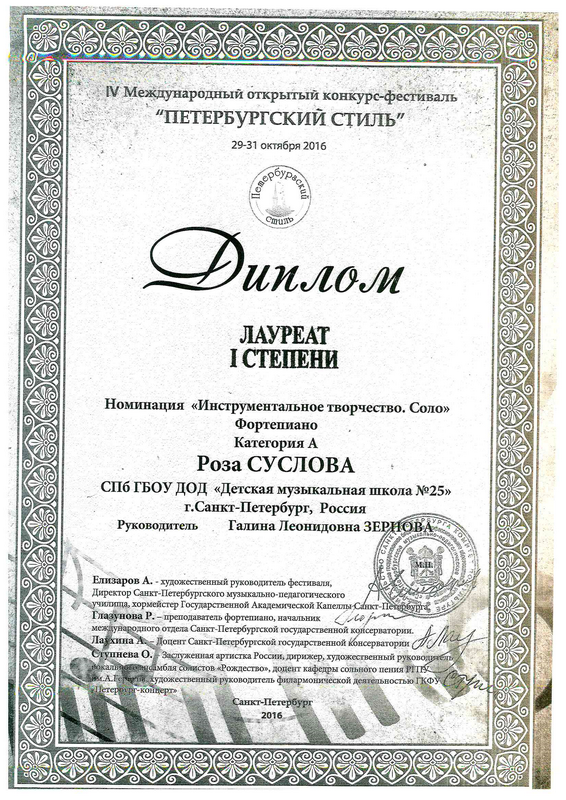 IV Международный открытый конкурс-фестиваль
"ПЕТЕРБУРГСКИЙ СТИЛЬ"
29-31 октября 2016
Петербургский
стиль
Диплом
ЛАУРЕАТ
I СТЕПЕНИ
Номинация «Инструментальное творчество. Соло»
Фортепиано
Категория А
Роза СУСЛОВА
СПб ГБОУ ДОД «Детская музыкальная школа №25»
г.Санкт-Петербург, Россия
Руководитель Галина Леонидовна ЗЕРНОВА
М.П.
Елизаров А. - художественный руководитель фестиваля,
Директор Санкт-Петербургского музыкально-педагогического
училища, хормейстер Государственной Академической Капеллы Санкт-Петербурга,
Глазунова Р. – преподаватель фортепиано, начальник
международного отдела Санкт-Петербургской государственной консерватории.
Лаухина А. – Доцент Санкт-Петербургской государственной консерватории
Ступнева О. – Заслуженная артистка России, дирижер, художественный руководитель
вокального ансамбля солистов «Рождество», доцент кафедры сольного пения РГПУ
им.А.Герцена, художественный руководитель филармонической деятельностью ГКФУ
«Петербург-концерт»
Санкт-Петербург
2016